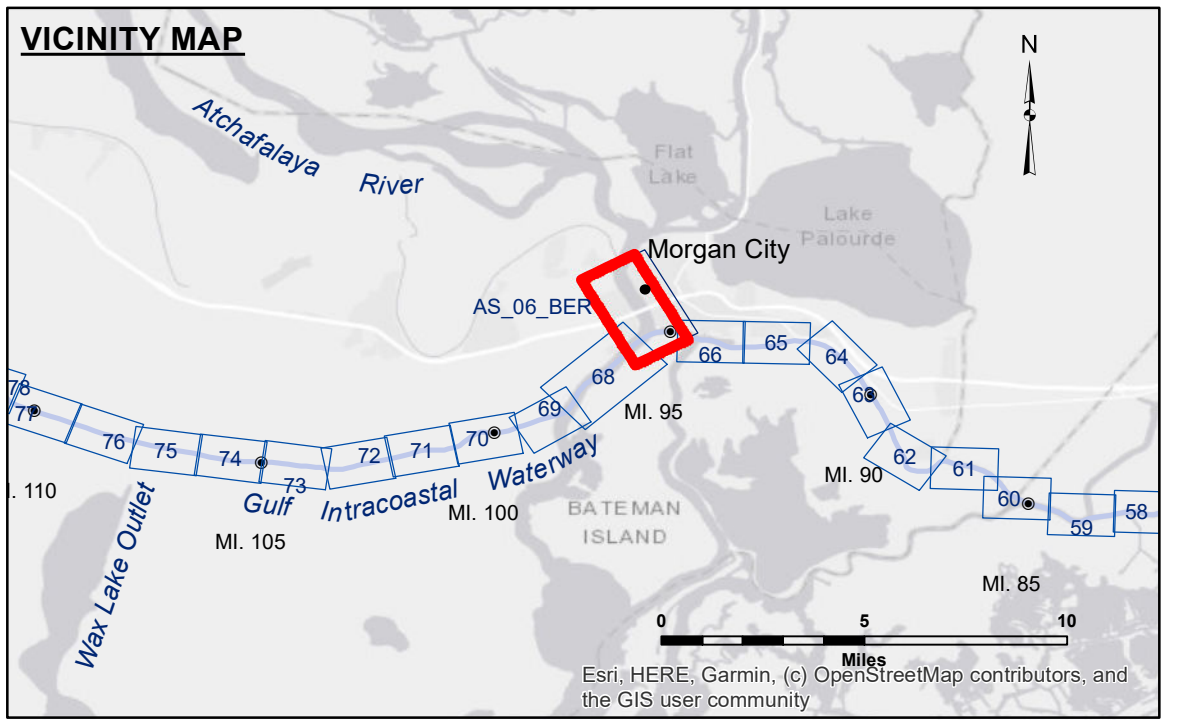 VICINITY MAP
N
Atchafalaya
River
Flat
Lake
Lake
Palourde
Morgan City
AS_06_BER
66
65
64
63
62
61
60
59
58
68
69
70
71
72
73
74
75
76
77
78
MI. 95
MI. 90
MI. 85
MI. 100
MI. 105
I. 110
Gulf Intracoastal Waterway
Wax Lake Outlet
BATEMAN
ISLAND
0 5 10
Miles
Esri, HERE, Garmin, (c) OpenStreetMap contributors, and
the GIS user community